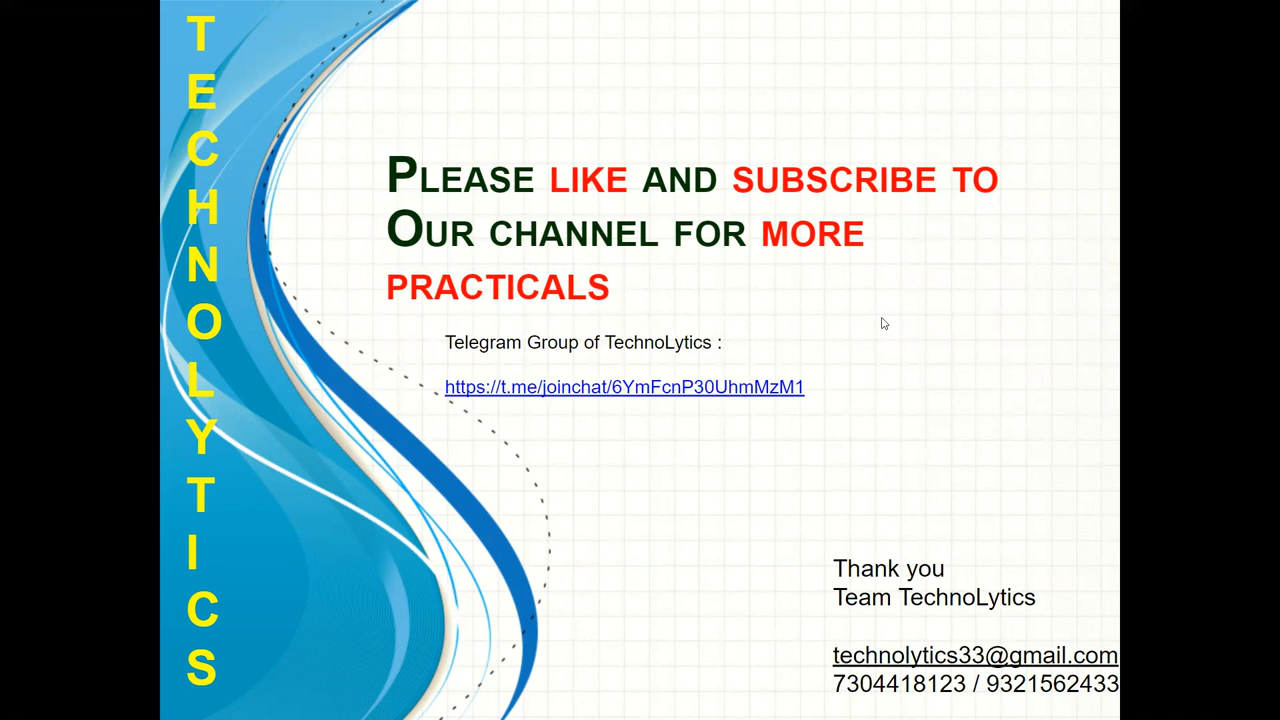 TECHNOLYTICS
PLEASE LIKE AND SUBSCRIBE TO
OUR CHANNEL FOR MORE
PRACTICALS
Telegram Group of TechnoLytics :
https://t.me/joinchat/6YmFcnP30UhmMzM1
Thank you
Team TechnoLytics
technolytics33@gmail.com
7304418123 / 9321562433